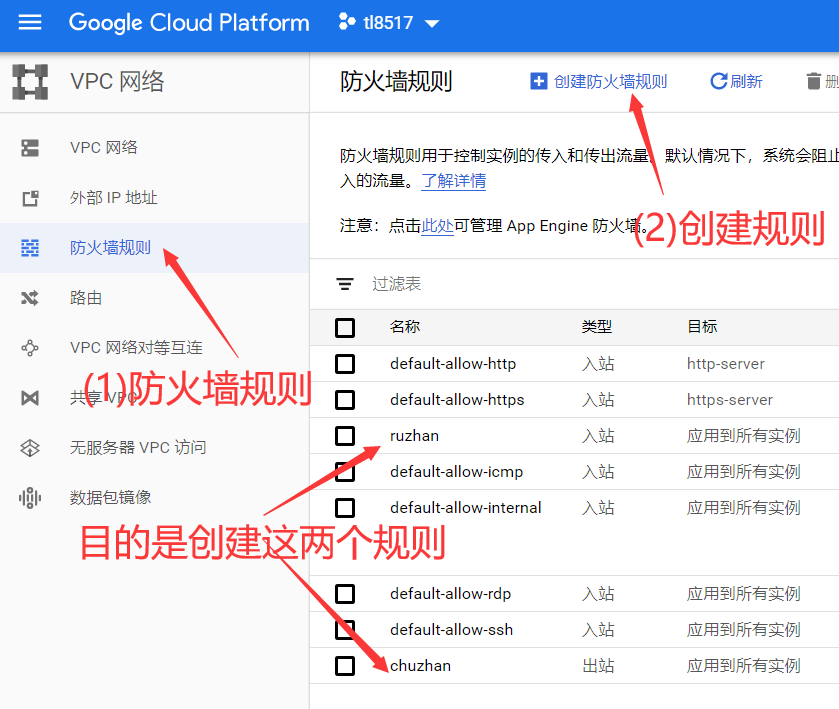 Google Cloud Platform
tl8517
VPC 网络
防火墙规则
创建防火墙规则
刷新
删
VPC 网络
外部 IP 地址
防火墙规则
路由
VPC 网络对等互连
共享 VPC
无服务器 VPC 访问
数据包镜像
防火墙规则用于控制实例的传入和传出流量。默认情况下，系统会阻止
入的流量。了解详情
注意：点击此处可管理 App Engine 防火墙。
过滤表
名称 类型 目标
default-allow-http 入站 http-server
default-allow-https 入站 https-server
ruzhan 入站 应用到所有实例
default-allow-icmp 入站 应用到所有实例
default-allow-internal 入站 应用到所有实例
default-allow-rdp 入站 应用到所有实例
default-allow-ssh 入站 应用到所有实例
chuzhan 出站 应用到所有实例
(1)防火墙规则
(2)创建规则
目的是创建这两个规则